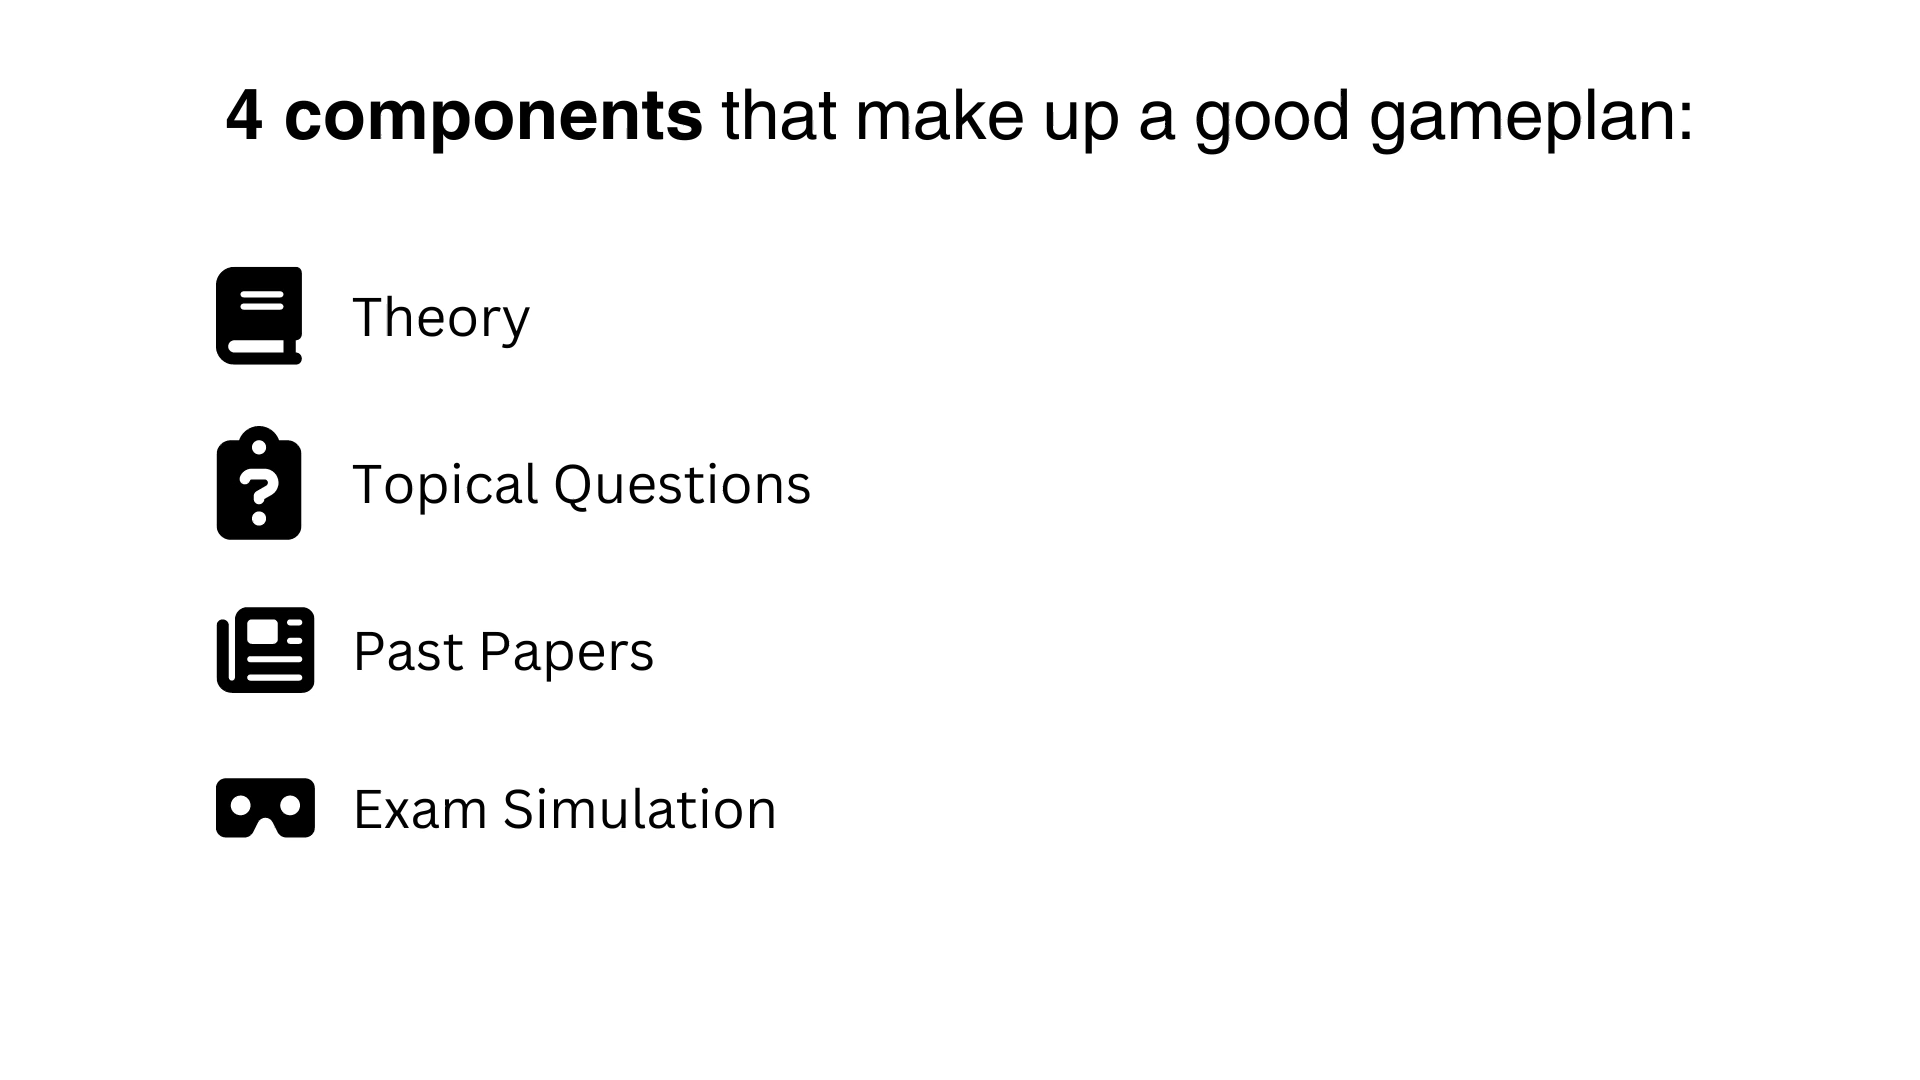 4 components that make up a good gameplan:
Theory
Topical Questions
Past Papers
Exam Simulation